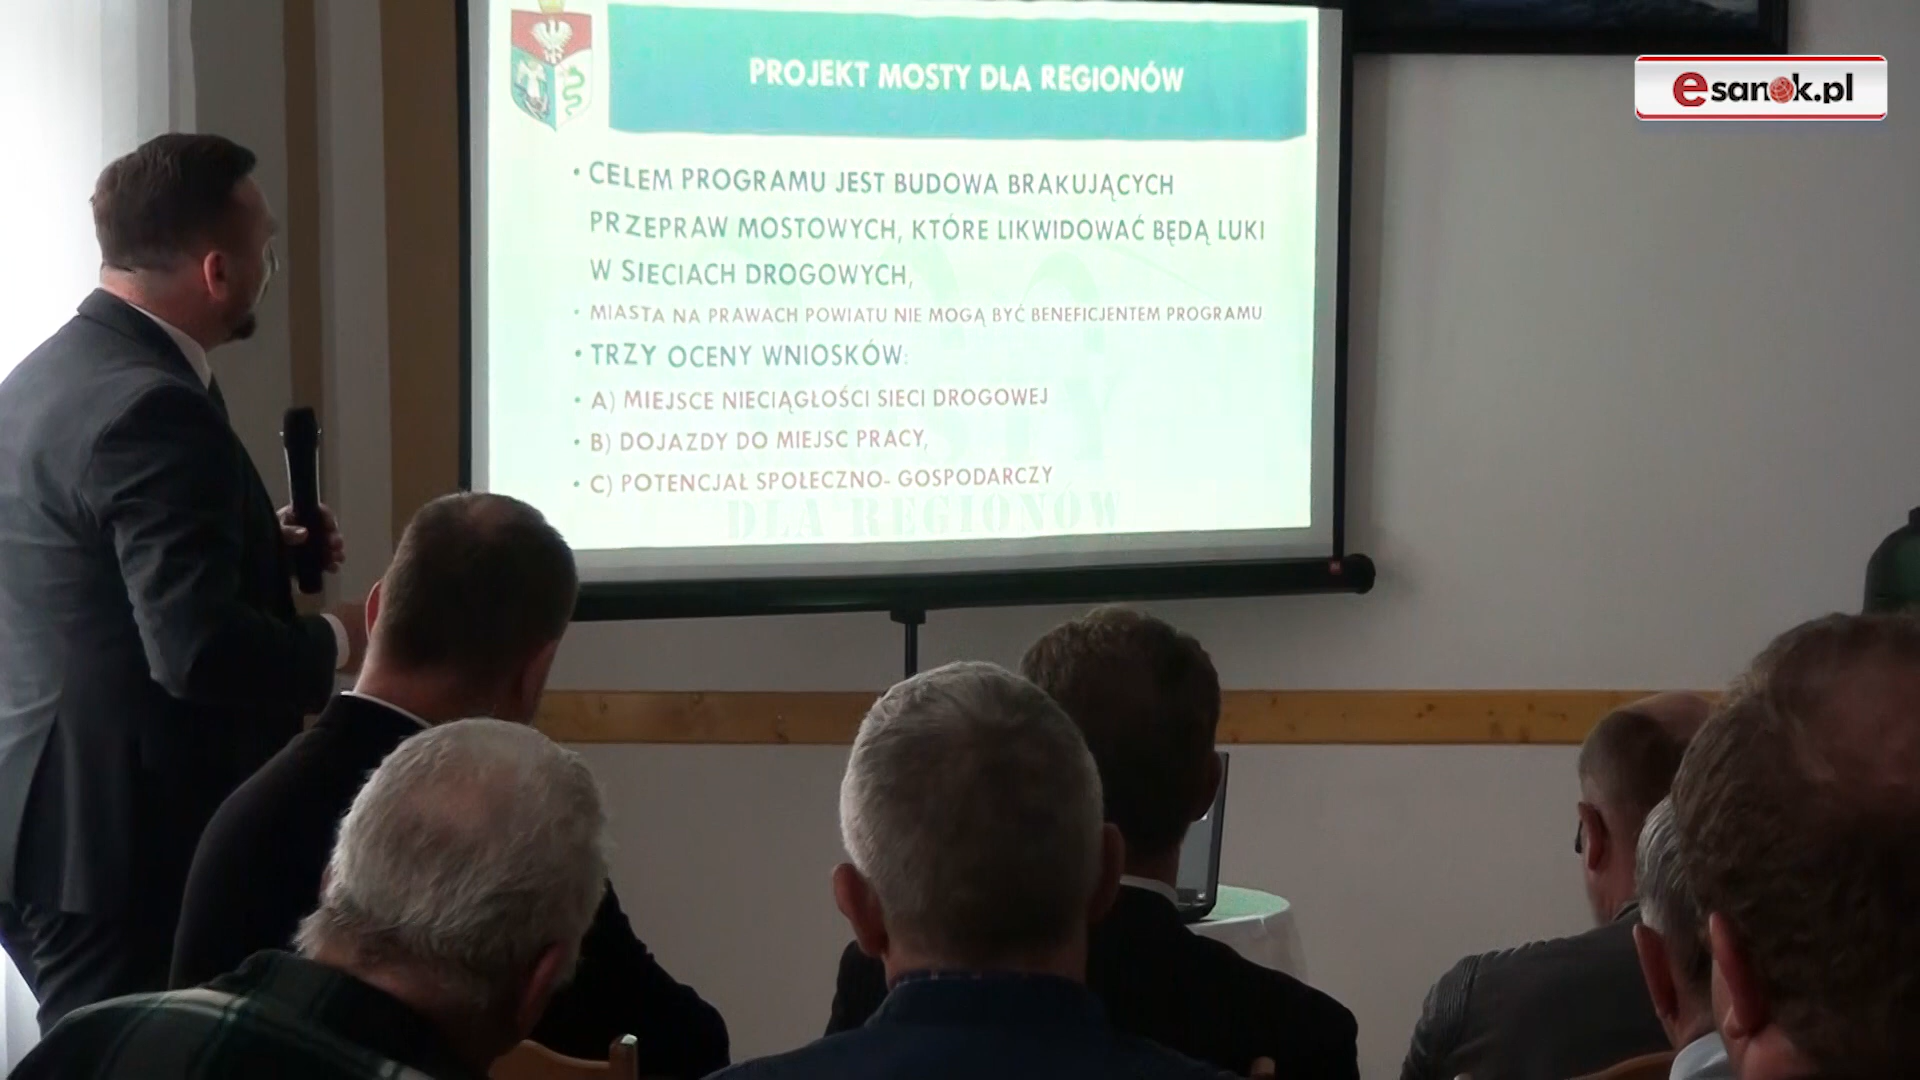 esanok.pl
PROJEKT MOSTY DLA REGIONÓW
• CELEM PROGRAMU JEST BUDOWA BRAKUJĄCYCH
PRZEPRAW MOSTOWYCH, KTÓRE LIKWIDOWAĆ BĘDĄ LUKI
W SIECIACH DROGOWYCH,
• MIASTA NA PRAWACH POWIATU NIE MOGĄ BYĆ BENEFICJENTEM PROGRAMU
• TRZY OCENY WNIOSKÓW:
• A) MIEJSCE NIECIĄGŁOŚCI SIECI DROGOWEJ
• B) DOJAZDY DO MIEJSC PRACY,
• C) POTENCJAŁ SPOŁECZNO- GOSPODARCZY
DLA REGIONÓW